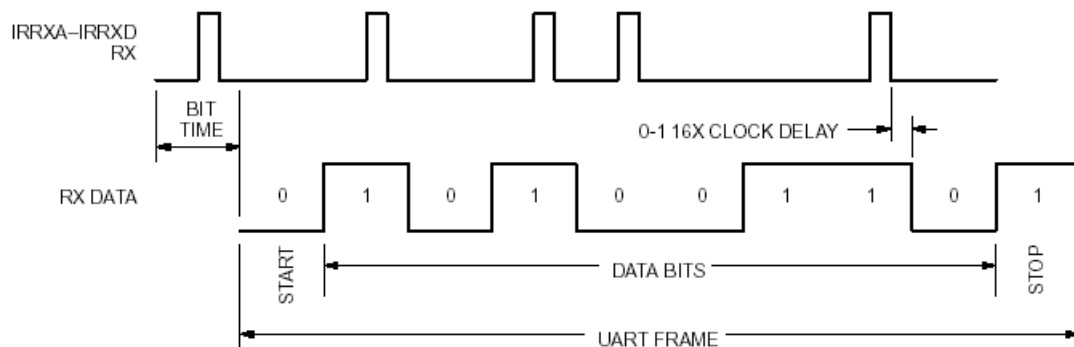 IRRXA–IRRXD
RX
BIT
TIME
0-1 16X CLOCK DELAY
RX DATA
0 1 0 1 0 0 1 1 0 1
START
DATA BITS
STOP
UART FRAME